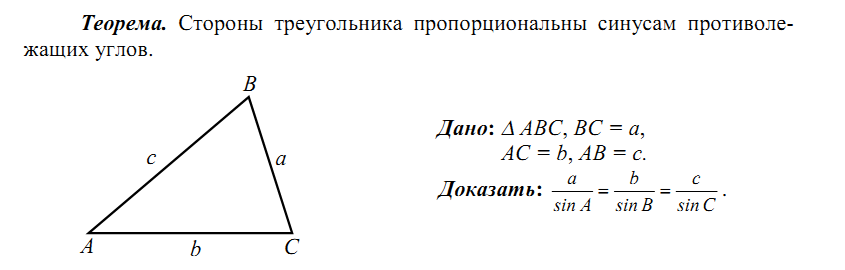 Теорема. Стороны треугольника пропорциональны синусам противоле-
жащих углов.
B
c
a
A
b
C
Дано: Δ ABC, BC = a,
AC = b, AB = c.
Доказать: a/sin A = b/sin B = c/sin C.